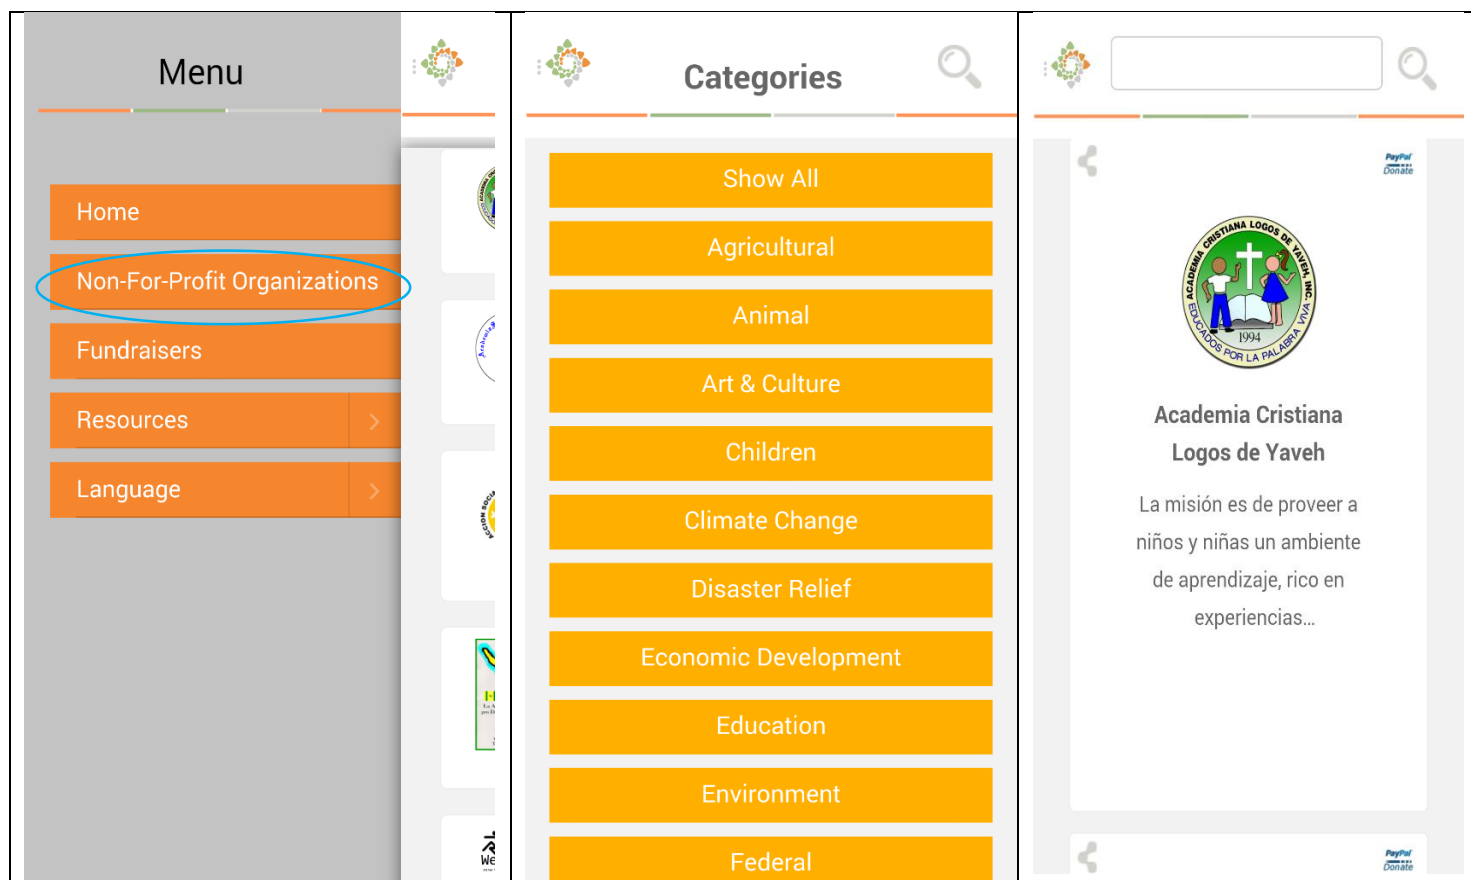 Menu
Home
Non-For-Profit Organizations
Fundraisers
Resources
Language
Categories
Show All
Agricultural
Animal
Art & Culture
Children
Climate Change
Disaster Relief
Economic Development
Education
Environment
Federal
PayPal
Donate
ACADEMIA CRISTIANA LOGOS DE YAVEH, INC.
1994
EDUCADOS POR LA PALABRA VIVA
Academia Cristiana
Logos de Yaveh
La misión es de proveer a
niños y niñas un ambiente
de aprendizaje, rico en
experiencias...
PayPal
Donate